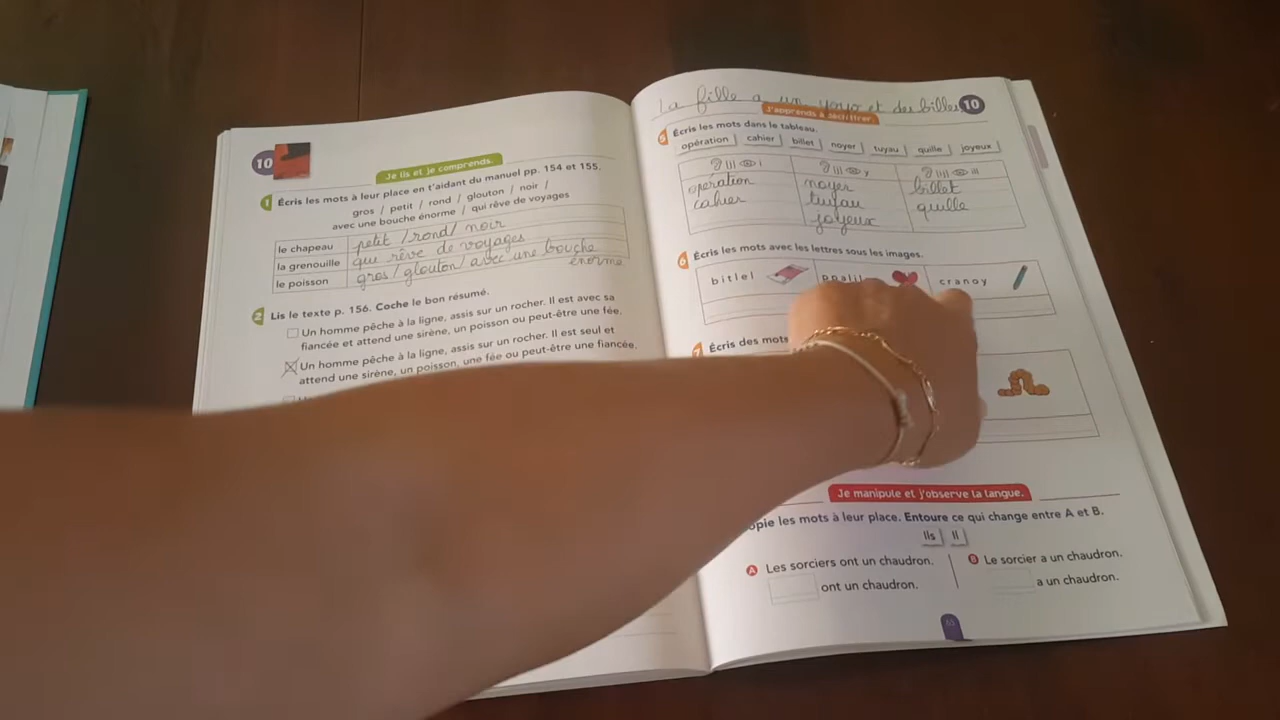 10
Je lis et je comprends.
1 Écris les mots à leur place en t'aidant du manuel pp. 154 et 155.
gros / petit / rond / glouton / noir /
avec une bouche énorme / qui rêve de voyages
le chapeau petit / rond / noir
la grenouille que rêve de voyages
le poisson gros / glouton / avec une bouche
énorme
2 Lis le texte p. 156. Coche le bon résumé.
Un homme pêche à la ligne, assis sur un rocher. Il est avec sa
fiancée et attend une sirène, un poisson ou peut-être une fée.
Un homme pêche à la ligne, assis sur un rocher. Il est seul et
attend une sirène, un poisson, une fée ou peut-être une fiancée.
La fille a un yoyo et des billes
10
J'apprends à déchiffrer.
5 Écris les mots dans le tableau.
opération cahier billet noyer tuyau quille joyeux
opération noyer billet
cahier tuyau quille
joyeux
6 Écris les mots avec les lettres sous les images.
bitlel cranoy
7 Écris des mots
Je manipule et j'observe la langue.
les mots à leur place. Entoure ce qui change entre A et B.
Ils Il
A Les sorciers ont un chaudron.
ont un chaudron.
B Le sorcier a un chaudron.
a un chaudron.